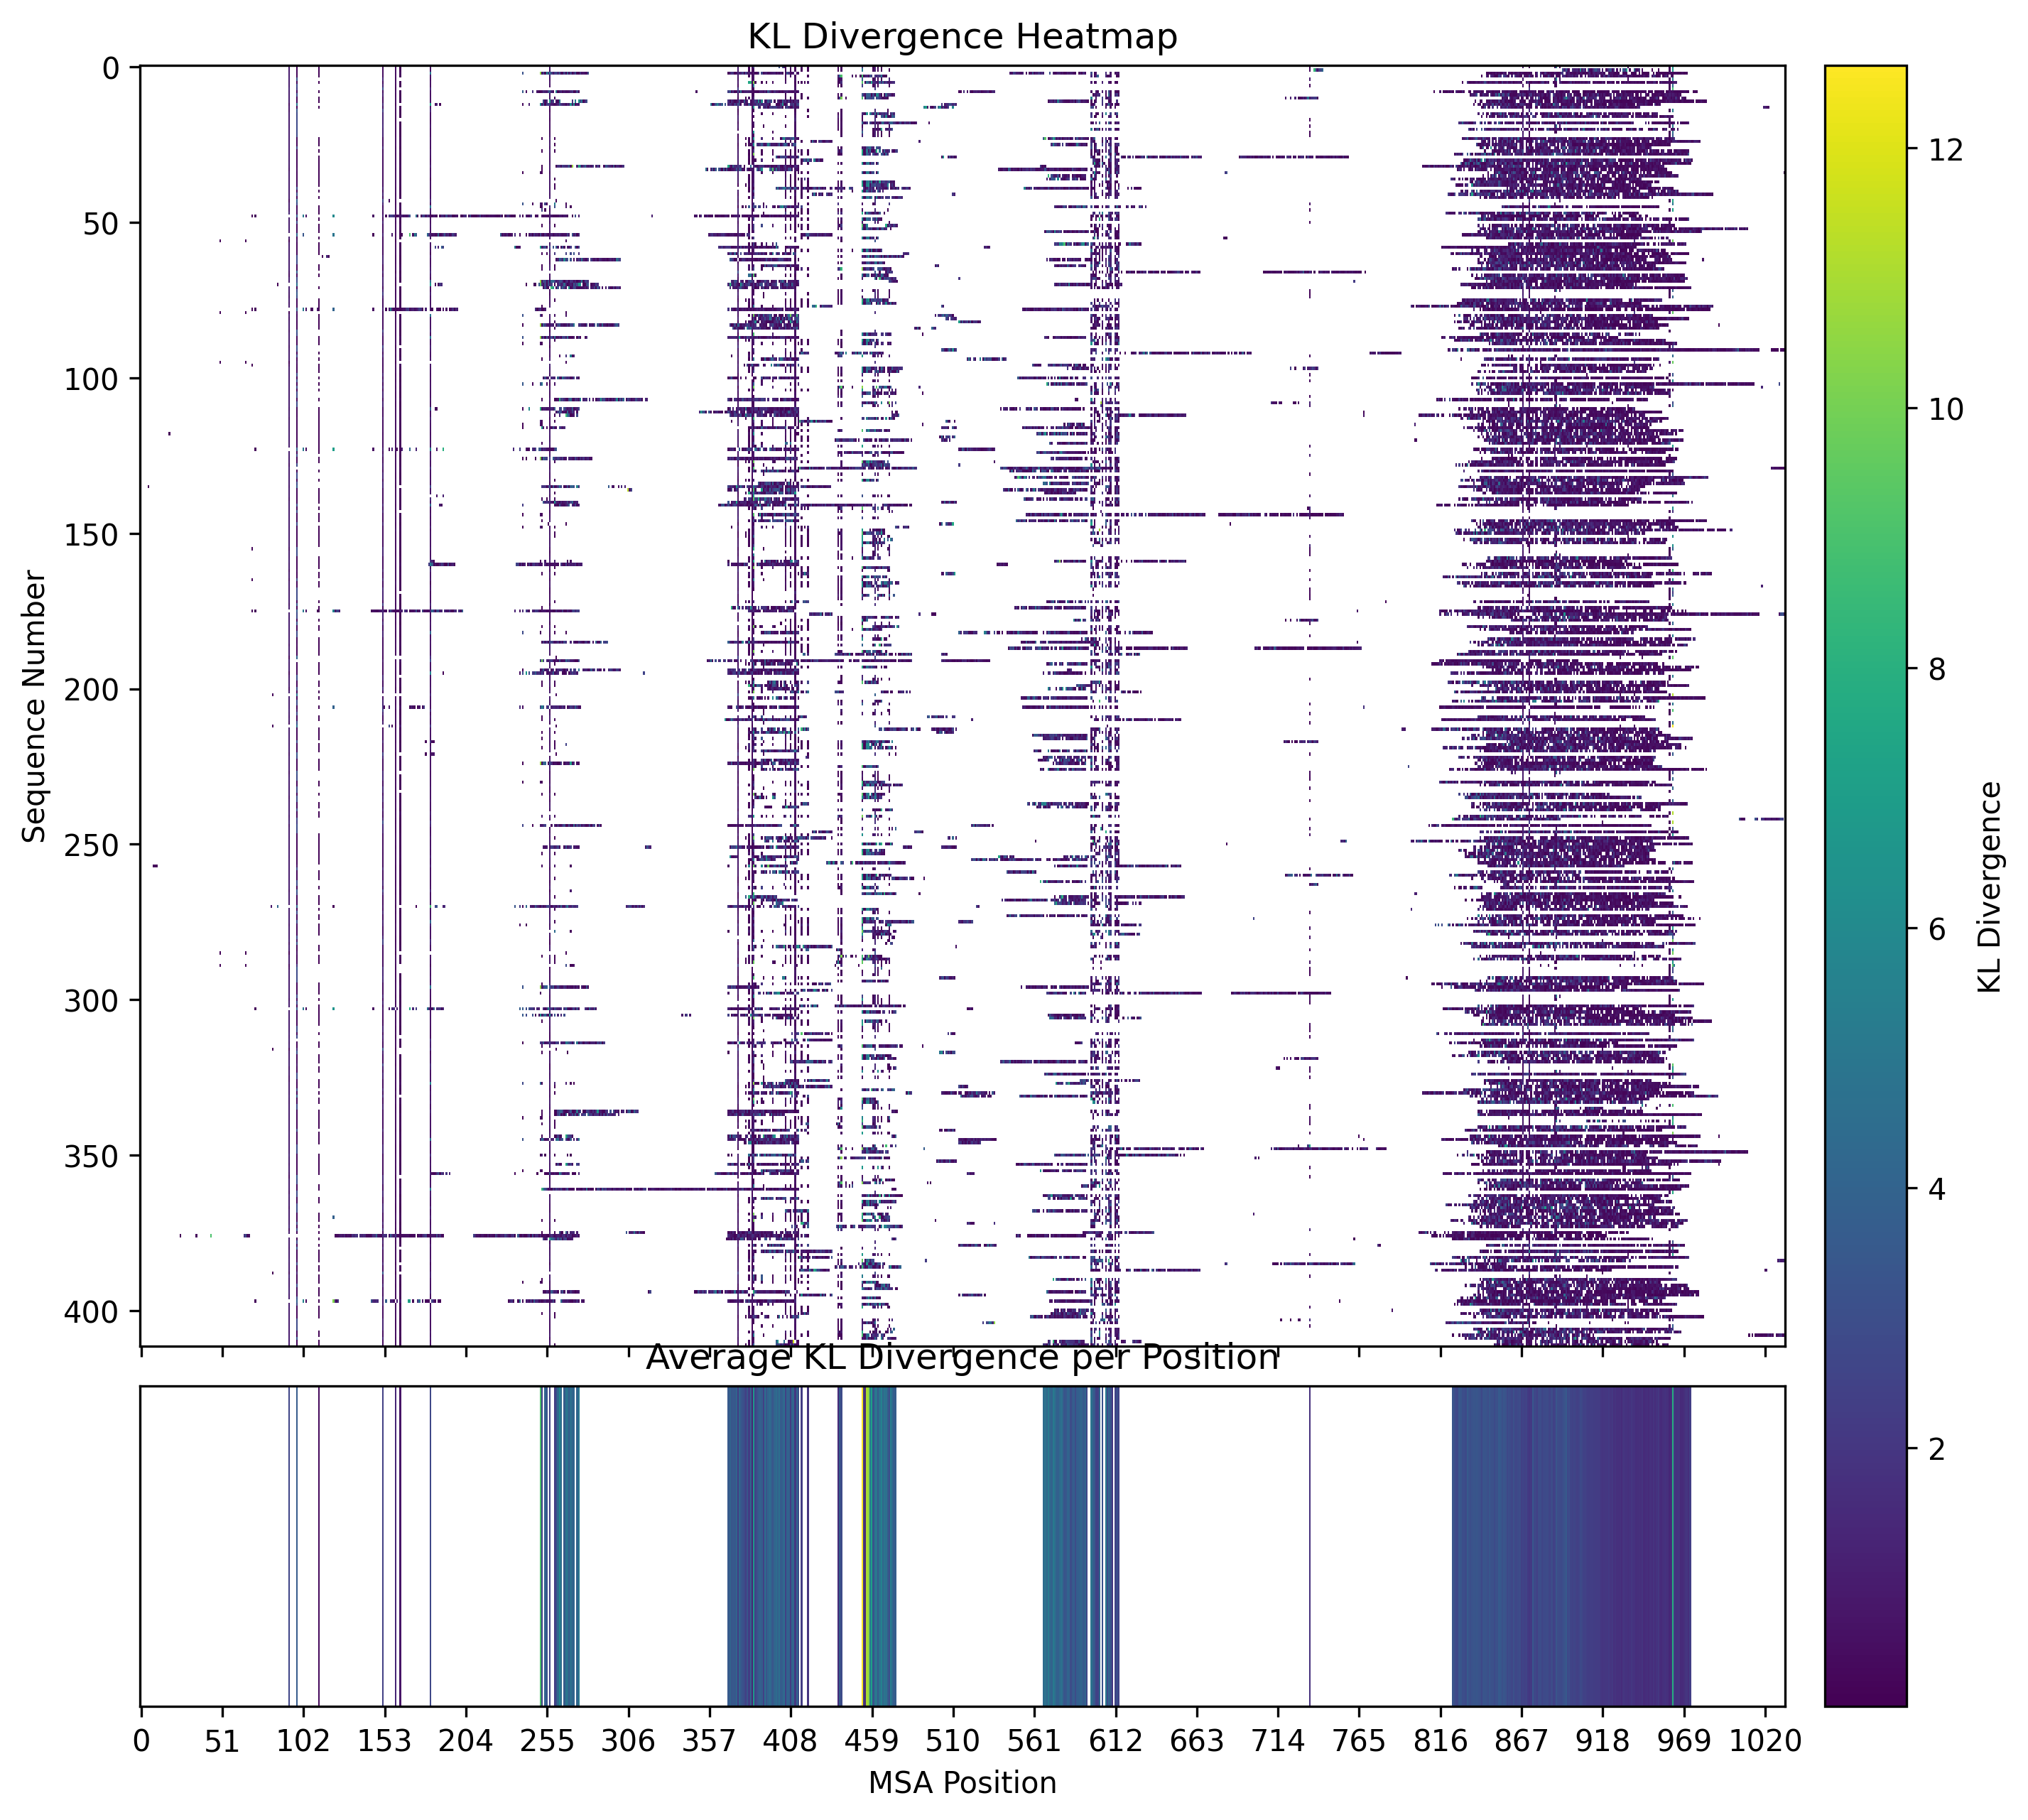 KL Divergence Heatmap
0
50
100
150
200
250
300
350
400
Sequence Number
Average KL Divergence per Position
0 51 102 153 204 255 306 357 408 459 510 561 612 663 714 765 816 867 918 969 1020
MSA Position
12
10
8
6
4
2
KL Divergence